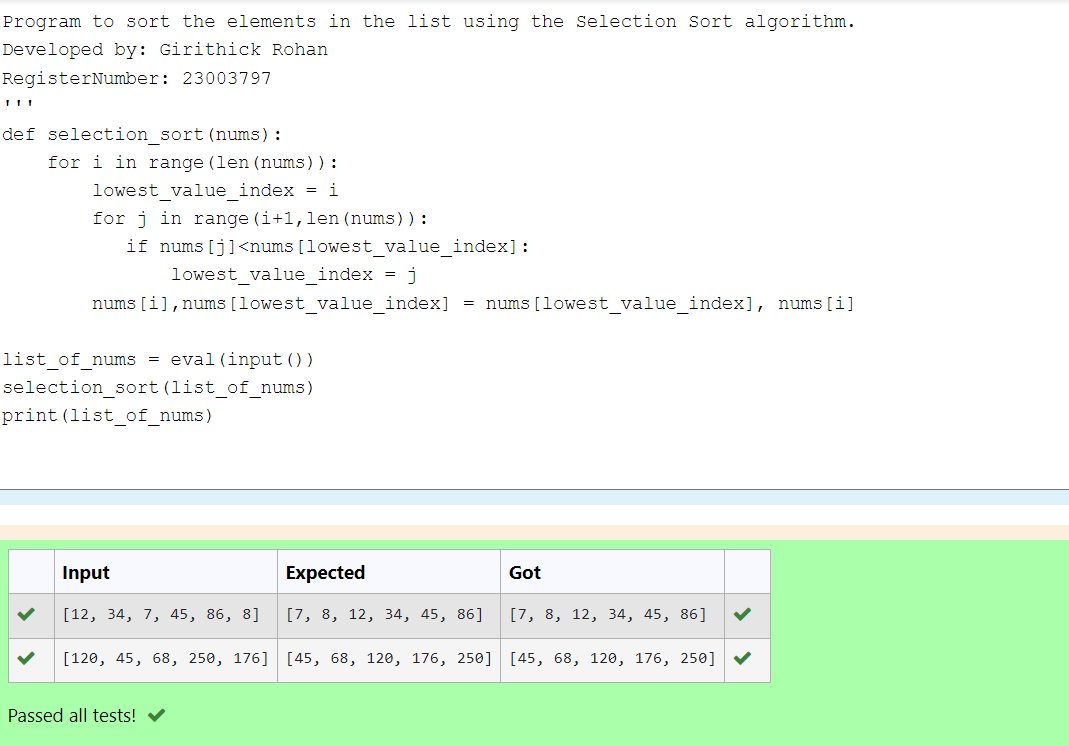 Program to sort the elements in the list using the Selection Sort algorithm.
Developed by: Girithick Rohan
RegisterNumber: 23003797
'''
def selection_sort(nums):
    for i in range(len(nums)):
        lowest_value_index = i
        for j in range(i+1,len(nums)):
           if nums[j]<nums[lowest_value_index]:
               lowest_value_index = j
        nums[i],nums[lowest_value_index] = nums[lowest_value_index], nums[i]

list_of_nums = eval(input())
selection_sort(list_of_nums)
print(list_of_nums)

Input Expected Got
[12, 34, 7, 45, 86, 8] [7, 8, 12, 34, 45, 86] [7, 8, 12, 34, 45, 86]
[120, 45, 68, 250, 176] [45, 68, 120, 176, 250] [45, 68, 120, 176, 250]
Passed all tests!